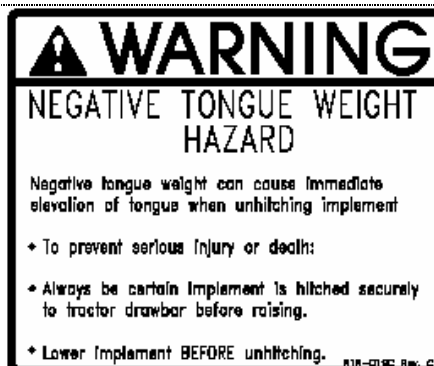 WARNING
NEGATIVE TONGUE WEIGHT
HAZARD
Negative tongue weight can cause immediate
elevation of tongue when unhitching implement
• To prevent serious injury or death:
• Always be certain implement is hitched securely
to tractor drawbar before raising.
• Lower implement BEFORE unhitching.
Rev. C